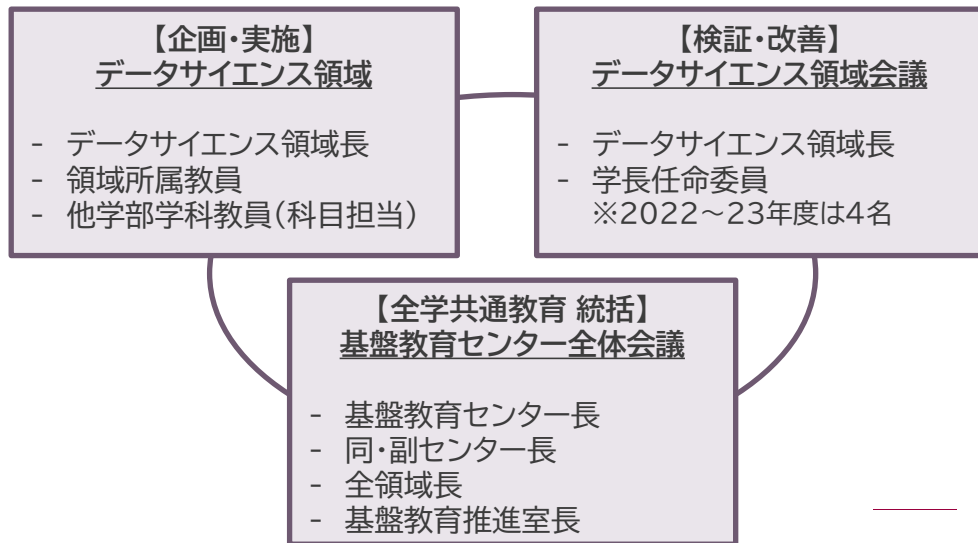 【企画・実施】
データサイエンス領域
- データサイエンス領域長
- 領域所属教員
- 他学部学科教員(科目担当)
【検証・改善】
データサイエンス領域会議
- データサイエンス領域長
- 学長任命委員
※2022～23年度は4名
【全学共通教育 統括】
基盤教育センター全体会議
- 基盤教育センター長
- 同・副センター長
- 全領域長
- 基盤教育推進室長